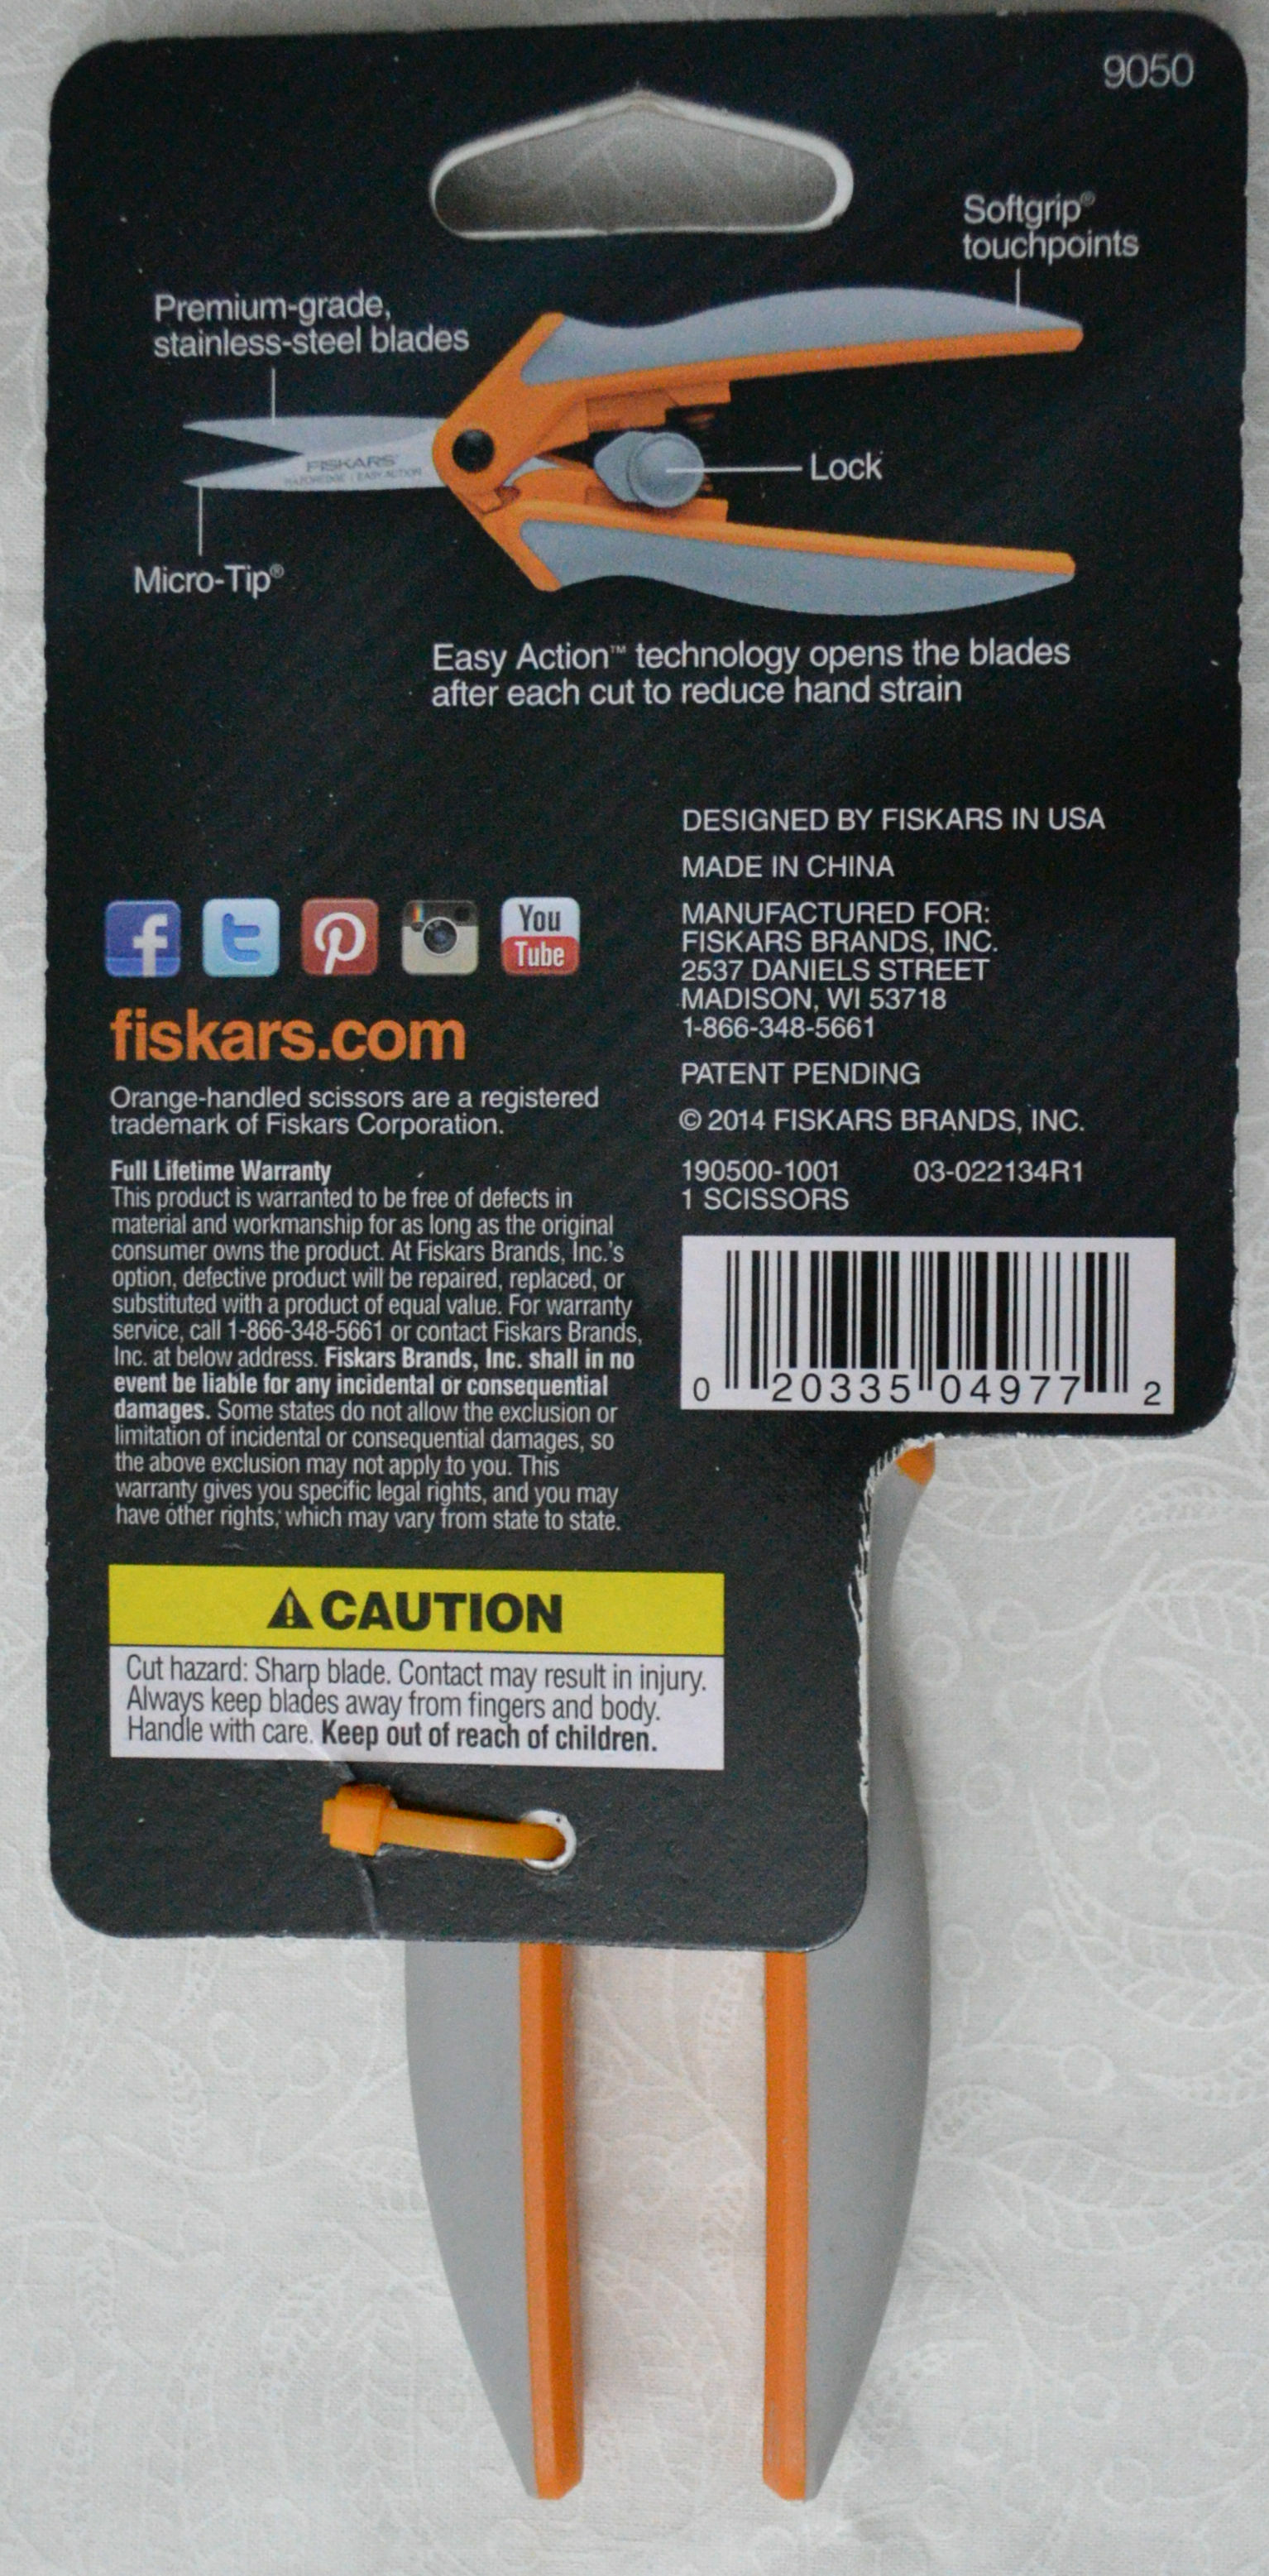 9050
Softgrip®
touchpoints
Premium-grade,
stainless-steel blades
FISKARS®
Lock
Micro-Tip®
Easy Action™ technology opens the blades
after each cut to reduce hand strain
DESIGNED BY FISKARS IN USA
MADE IN CHINA
MANUFACTURED FOR:
FISKARS BRANDS, INC.
2537 DANIELS STREET
MADISON, WI 53718
1-866-348-5661
PATENT PENDING
© 2014 FISKARS BRANDS, INC.
190500-1001 03-022134R1
1 SCISSORS
0 20335 04977 2
You
Tube
fiskars.com
Orange-handled scissors are a registered
trademark of Fiskars Corporation.
Full Lifetime Warranty
This product is warranted to be free of defects in
material and workmanship for as long as the original
consumer owns the product. At Fiskars Brands, Inc.'s
option, defective product will be repaired, replaced, or
substituted with a product of equal value. For warranty
service, call 1-866-348-5661 or contact Fiskars Brands,
Inc. at below address. Fiskars Brands, Inc. shall in no
event be liable for any incidental or consequential
damages. Some states do not allow the exclusion or
limitation of incidental or consequential damages, so
the above exclusion may not apply to you. This
warranty gives you specific legal rights, and you may
have other rights, which may vary from state to state.
CAUTION
Cut hazard: Sharp blade. Contact may result in injury.
Always keep blades away from fingers and body.
Handle with care. Keep out of reach of children.